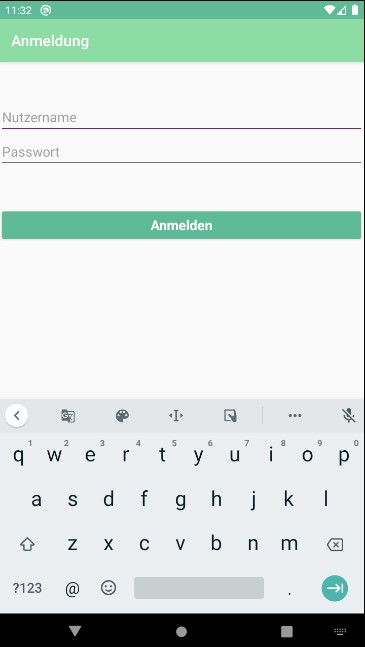 11:32
Anmeldung
Nutzername
Passwort
Anmelden
1 2 3 4 5 6 7 8 9 0
q w e r t y u i o p
a s d f g h j k l
z x c v b n m
?123 @ .